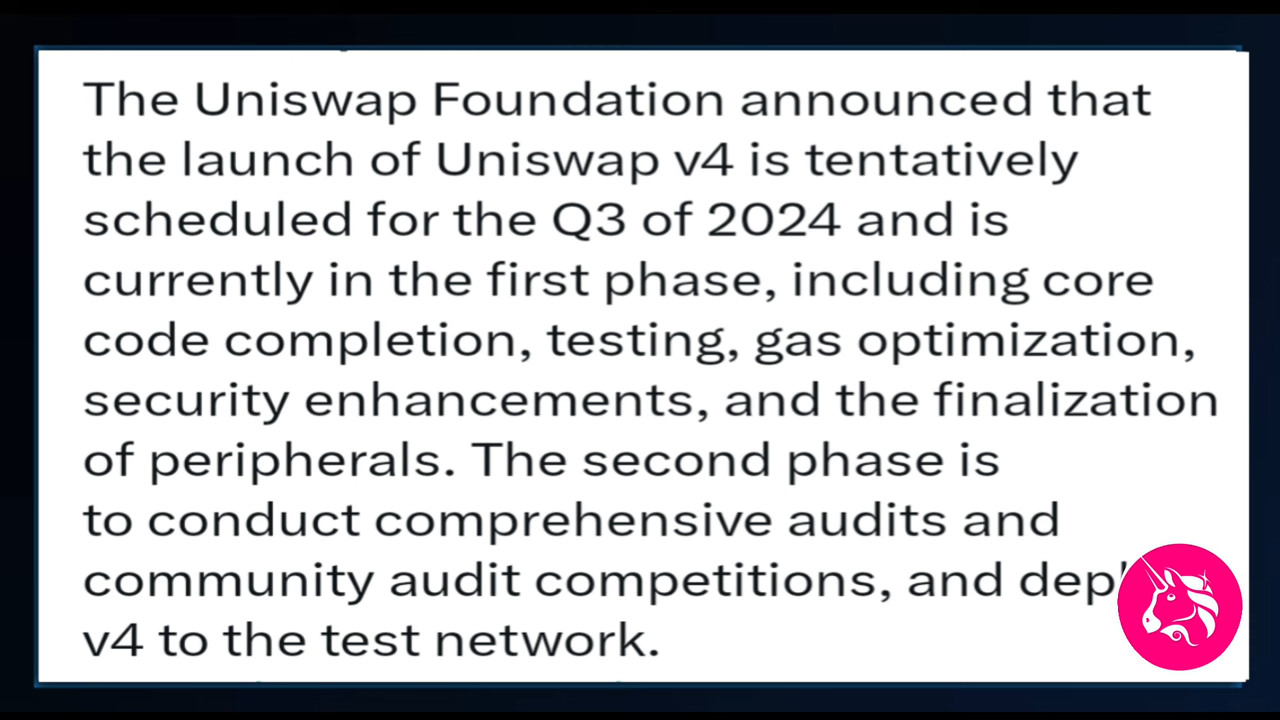 The Uniswap Foundation announced that
the launch of Uniswap v4 is tentatively
scheduled for the Q3 of 2024 and is
currently in the first phase, including core
code completion, testing, gas optimization,
security enhancements, and the finalization
of peripherals. The second phase is
to conduct comprehensive audits and
community audit competitions, and
v4 to the test network.